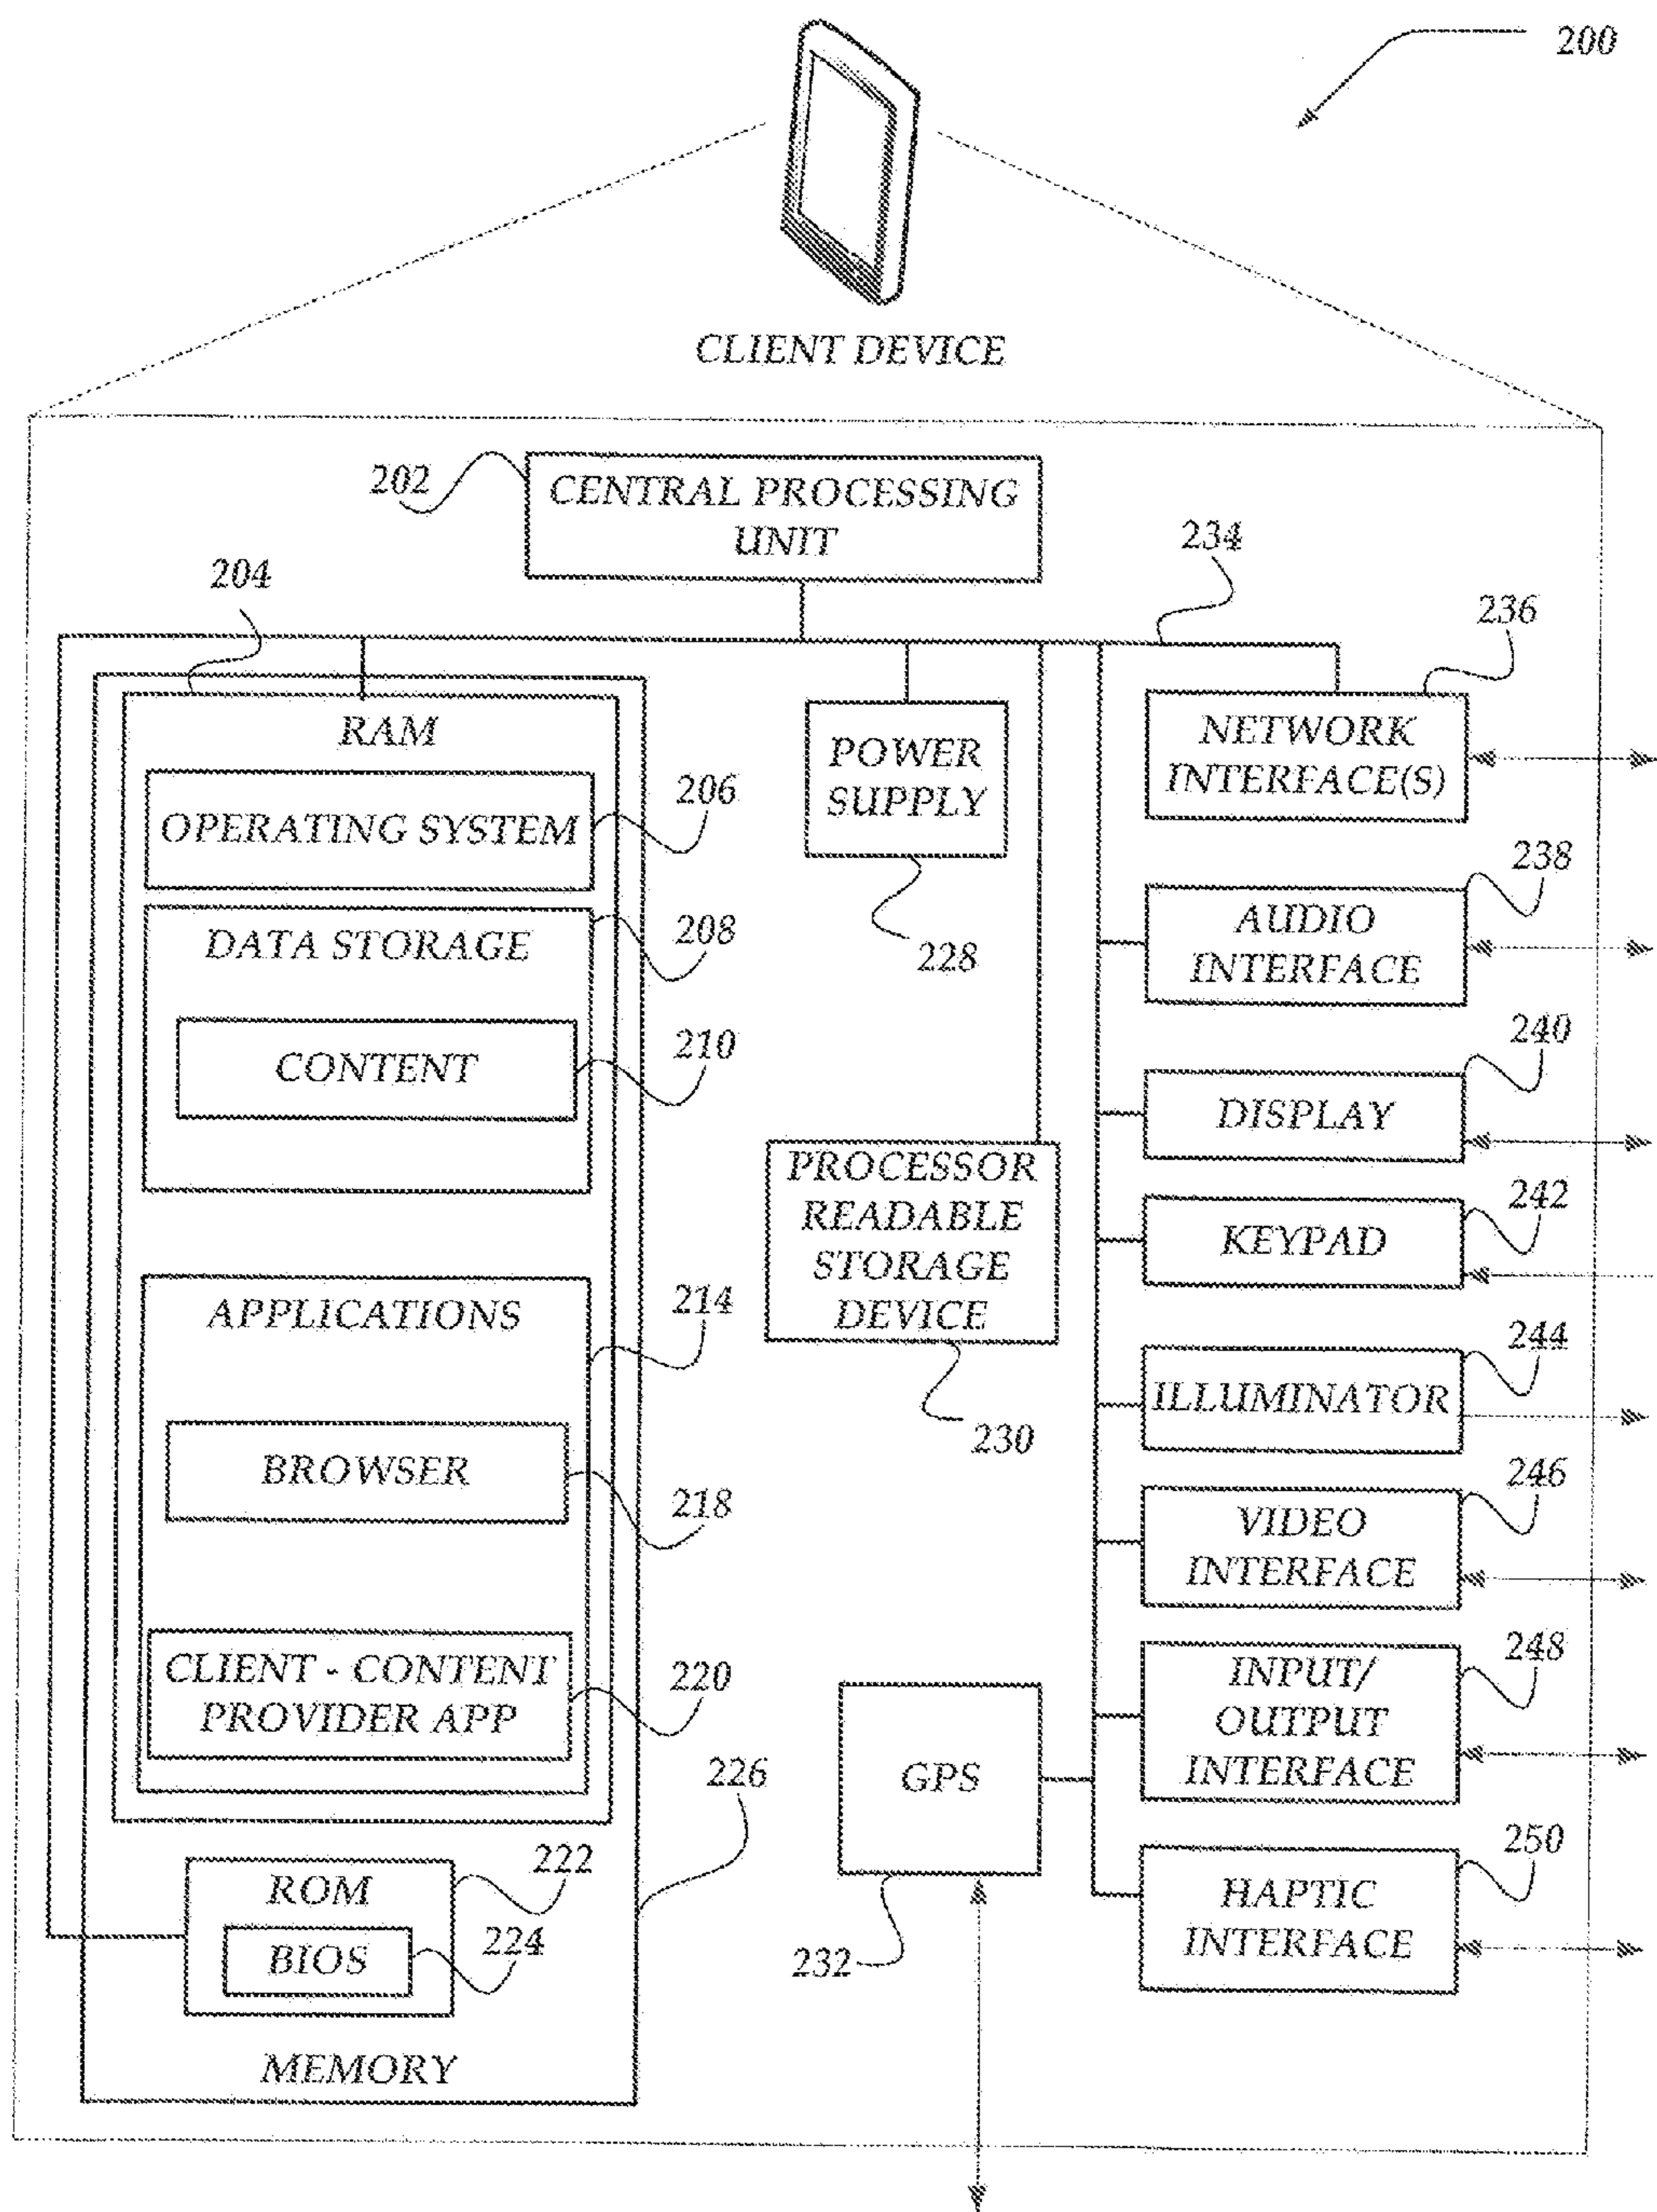 200
CLIENT DEVICE
202
CENTRAL PROCESSING
UNIT
234
204
236
RAM
OPERATING SYSTEM
206
DATA STORAGE
208
CONTENT
210
APPLICATIONS
214
BROWSER
218
CLIENT - CONTENT
PROVIDER APP
220
226
ROM
222
BIOS
224
MEMORY
POWER
SUPPLY
228
PROCESSOR
READABLE
STORAGE
DEVICE
230
GPS
232
NETWORK
INTERFACE(S)
238
AUDIO
INTERFACE
240
DISPLAY
242
KEYPAD
244
ILLUMINATOR
246
VIDEO
INTERFACE
248
INPUT/
OUTPUT
INTERFACE
250
HAPTIC
INTERFACE